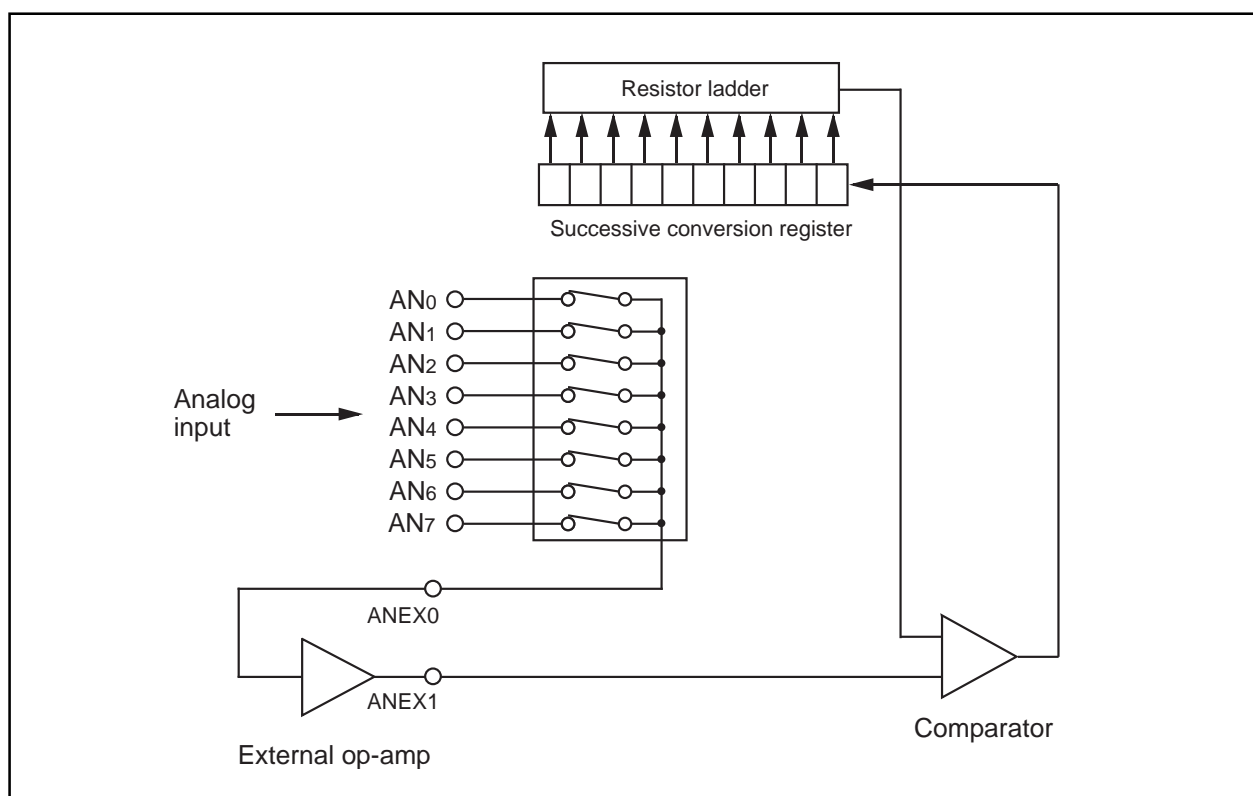 Resistor ladder
Successive conversion register
AN0
AN1
AN2
AN3
AN4
AN5
AN6
AN7
Analog
input
ANEX0
ANEX1
External op-amp
Comparator